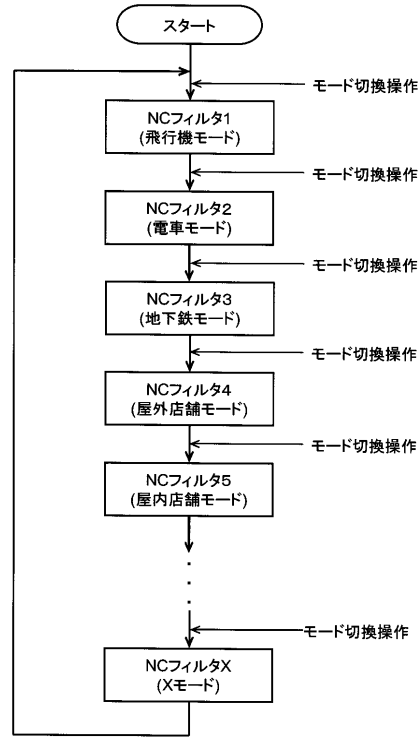 スタート
モード切換操作
NCフィルタ1
(飛行機モード)
モード切換操作
NCフィルタ2
(電車モード)
モード切換操作
NCフィルタ3
(地下鉄モード)
モード切換操作
NCフィルタ4
(屋外店舗モード)
モード切換操作
NCフィルタ5
(屋内店舗モード)
モード切換操作
NCフィルタX
(Xモード)